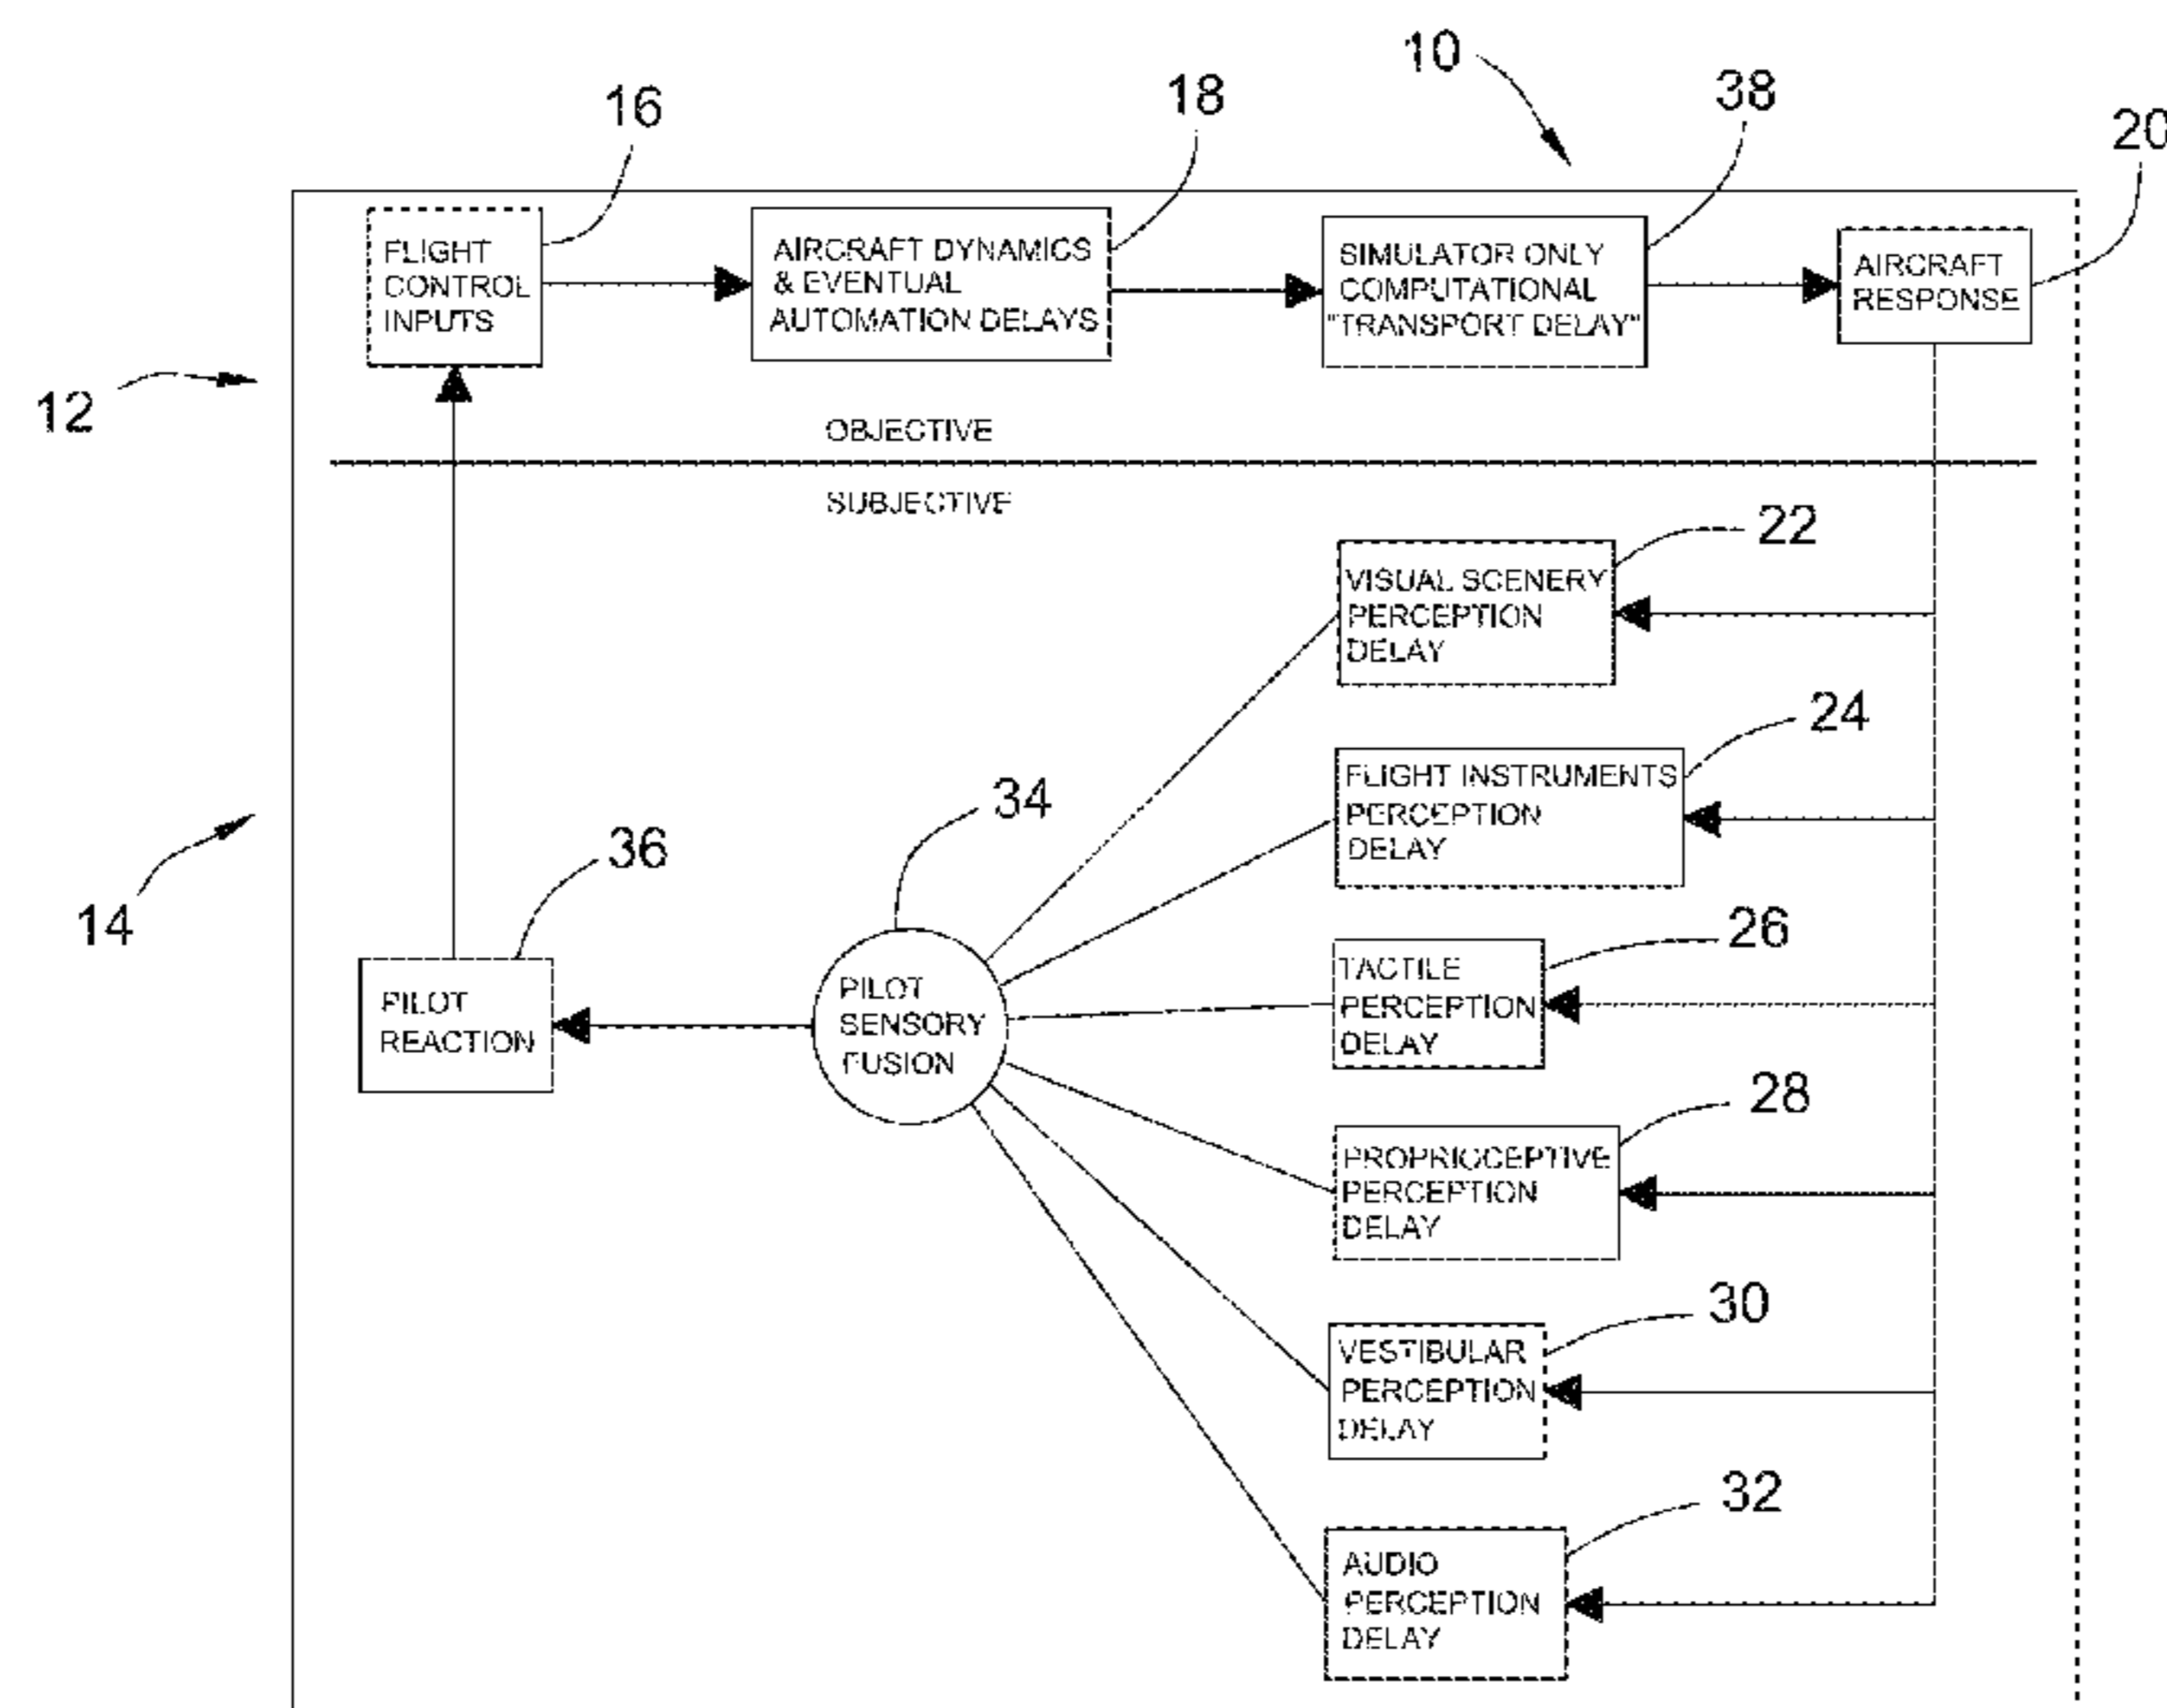 10
38
18
16
20
FLIGHT
CONTROL
INPUTS
AIRCRAFT DYNAMICS
& EVENTUAL
AUTOMATION DELAYS
SIMULATOR ONLY
COMPUTATIONAL
"TRANSPORT DELAY"
AIRCRAFT
RESPONSE
12
OBJECTIVE
SUBJECTIVE
22
VISUAL SCENERY
PERCEPTION
DELAY
24
FLIGHT INSTRUMENTS
PERCEPTION
DELAY
34
36
14
PILOT
REACTION
PILOT
SENSORY
FUSION
26
TACTILE
PERCEPTION
DELAY
28
PROPRIOCEPTIVE
PERCEPTION
DELAY
30
VESTIBULAR
PERCEPTION
DELAY
32
AUDIO
PERCEPTION
DELAY